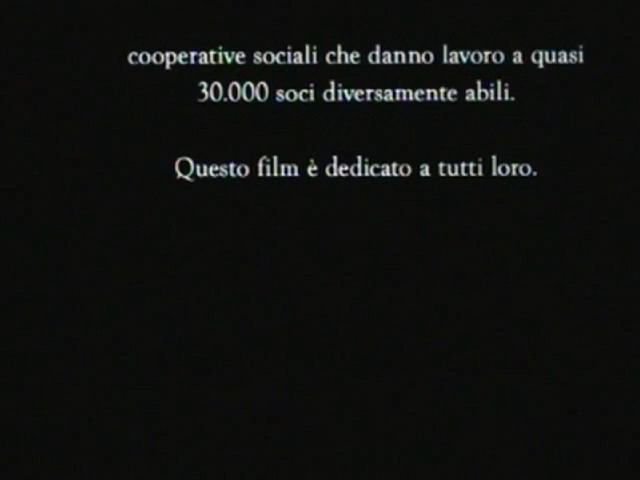 cooperative sociali che danno lavoro a quasi
30.000 soci diversamente abili.
Questo film è dedicato a tutti loro.